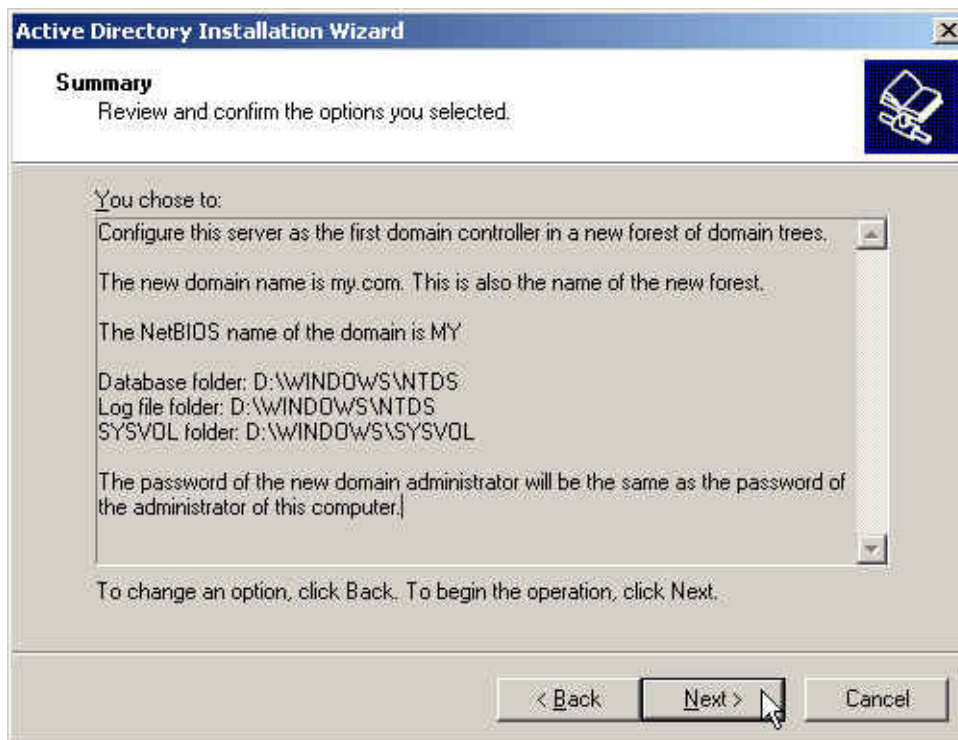 Active Directory Installation Wizard
Summary
Review and confirm the options you selected.
You chose to:
Configure this server as the first domain controller in a new forest of domain trees.
The new domain name is my.com. This is also the name of the new forest.
The NetBIOS name of the domain is MY
Database folder: D:\WINDOWS\NTDS
Log file folder: D:\WINDOWS\NTDS
SYSVOL folder: D:\WINDOWS\SYSVOL
The password of the new domain administrator will be the same as the password of
the administrator of this computer.
To change an option, click Back. To begin the operation, click Next.
< Back
Next >
Cancel